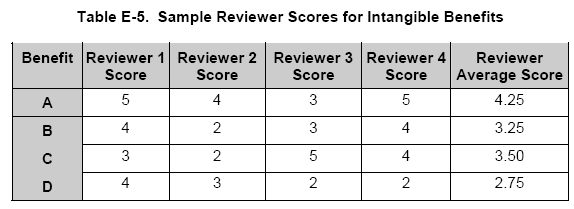 Table E-5. Sample Reviewer Scores for Intangible Benefits
Benefit Reviewer 1 Score Reviewer 2 Score Reviewer 3 Score Reviewer 4 Score Reviewer Average Score
A 5 4 3 5 4.25
B 4 2 3 4 3.25
C 3 2 5 4 3.50
D 4 3 2 2 2.75